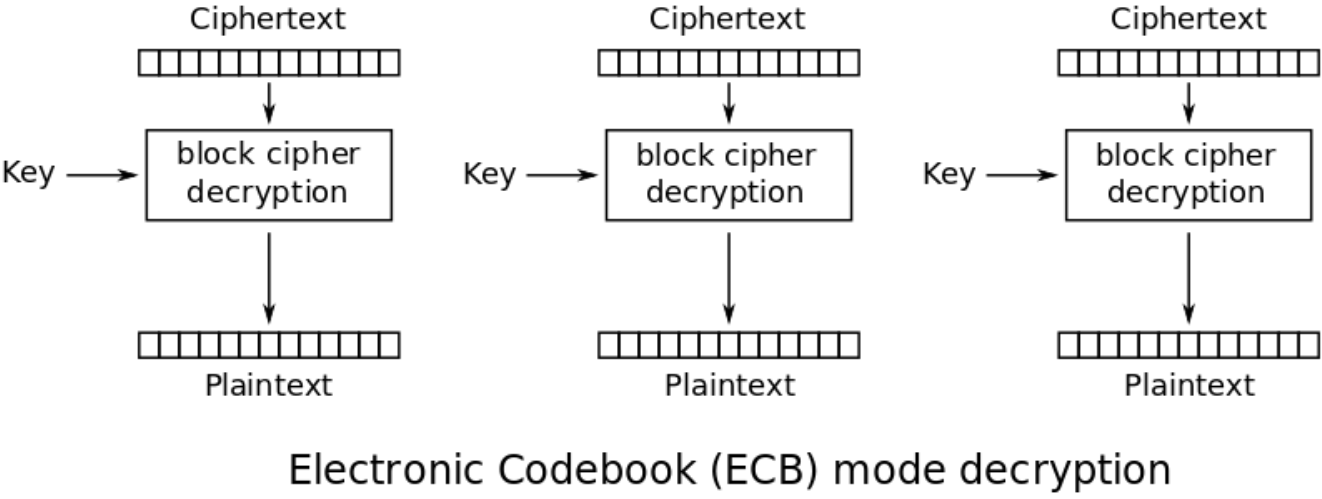 Ciphertext
Ciphertext
Ciphertext
Key
block cipher
decryption
Key
block cipher
decryption
Key
block cipher
decryption
Plaintext
Plaintext
Plaintext
Electronic Codebook (ECB) mode decryption